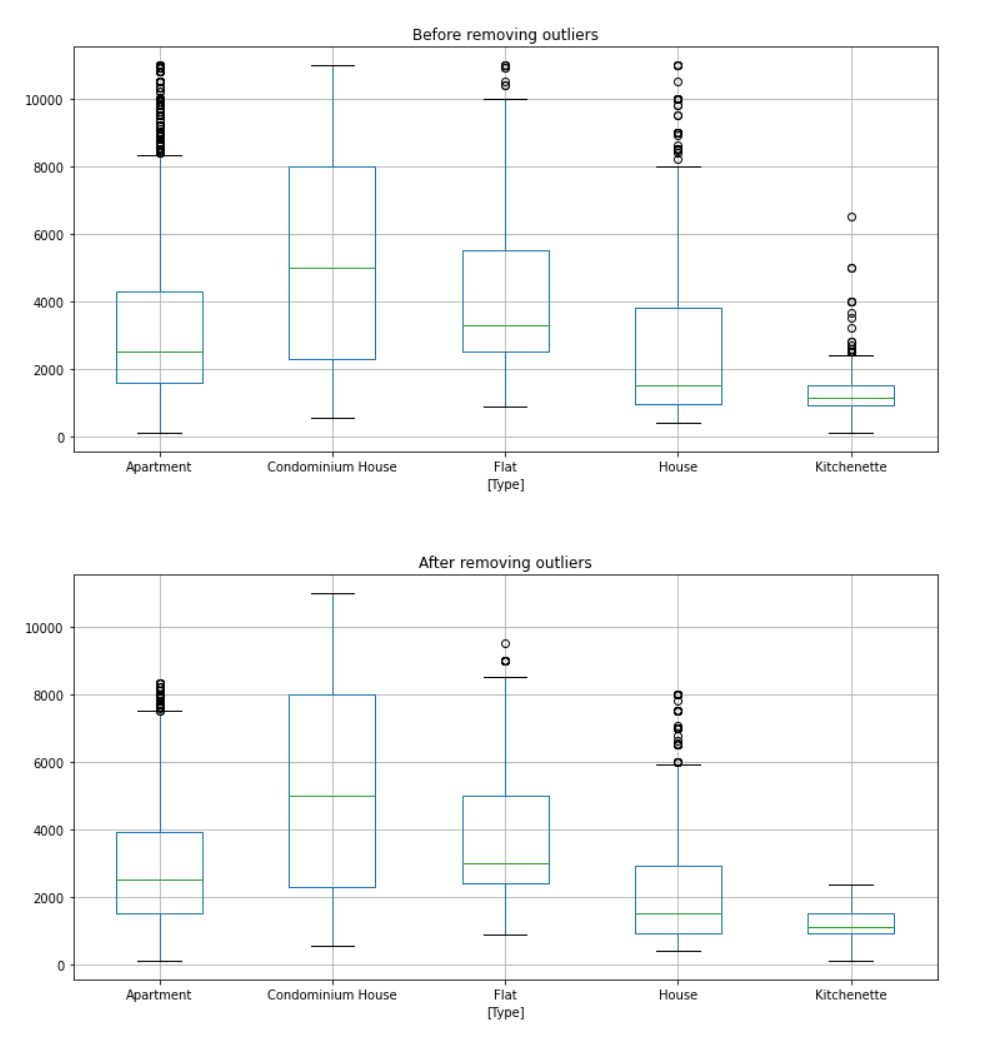 Before removing outliers
10000
8000
6000
4000
2000
0
Apartment Condominium House Flat House Kitchenette
[Type]
After removing outliers
10000
8000
6000
4000
2000
0
Apartment Condominium House Flat House Kitchenette
[Type]